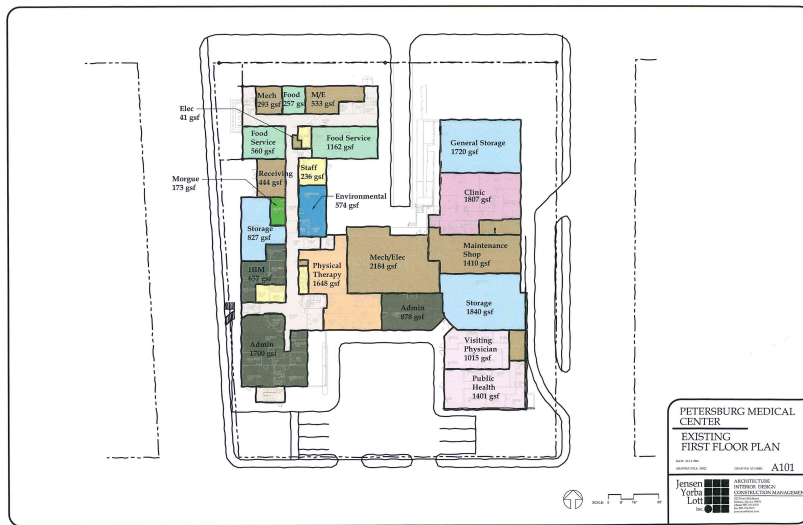 Mech
293 gsf
Food
257 gsf
M/E
533 gsf
Elec
41 gsf
Food
Service
560 gsf
Food Service
1162 gsf
General Storage
1720 gsf
Receiving
444 gsf
Staff
236 gsf
Morgue
173 gsf
Environmental
574 gsf
Clinic
1807 gsf
Storage
827 gsf
Maintenance
Shop
1410 gsf
HIM
657 gsf
Physical
Therapy
1648 gsf
Mech/Elec
2184 gsf
Storage
1840 gsf
Admin
878 gsf
Admin
1700 gsf
Visiting
Physician
1015 gsf
Public
Health
1401 gsf
PETERSBURG MEDICAL
CENTER
EXISTING
FIRST FLOOR PLAN
A101
Jensen
Yorba
Lott
Inc.
ARCHITECTURE
INTERIOR DESIGN
CONSTRUCTION MANAGEMENT
SCALE: